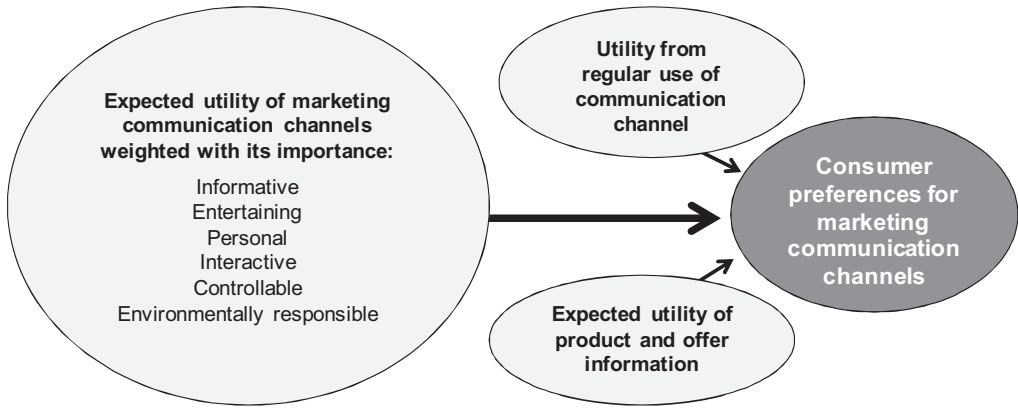 Expected utility of marketing
communication channels
weighted with its importance:
Informative
Entertaining
Personal
Interactive
Controllable
Environmentally responsible
Utility from
regular use of
communication
channel
Expected utility of
product and offer
information
Consumer
preferences for
marketing
communication
channels